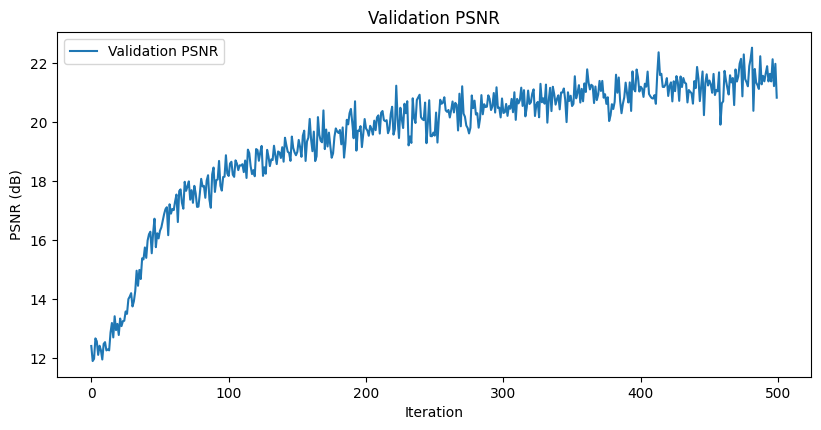 Validation PSNR
Validation PSNR
PSNR (dB)
22
20
18
16
14
12
0 100 200 300 400 500
Iteration